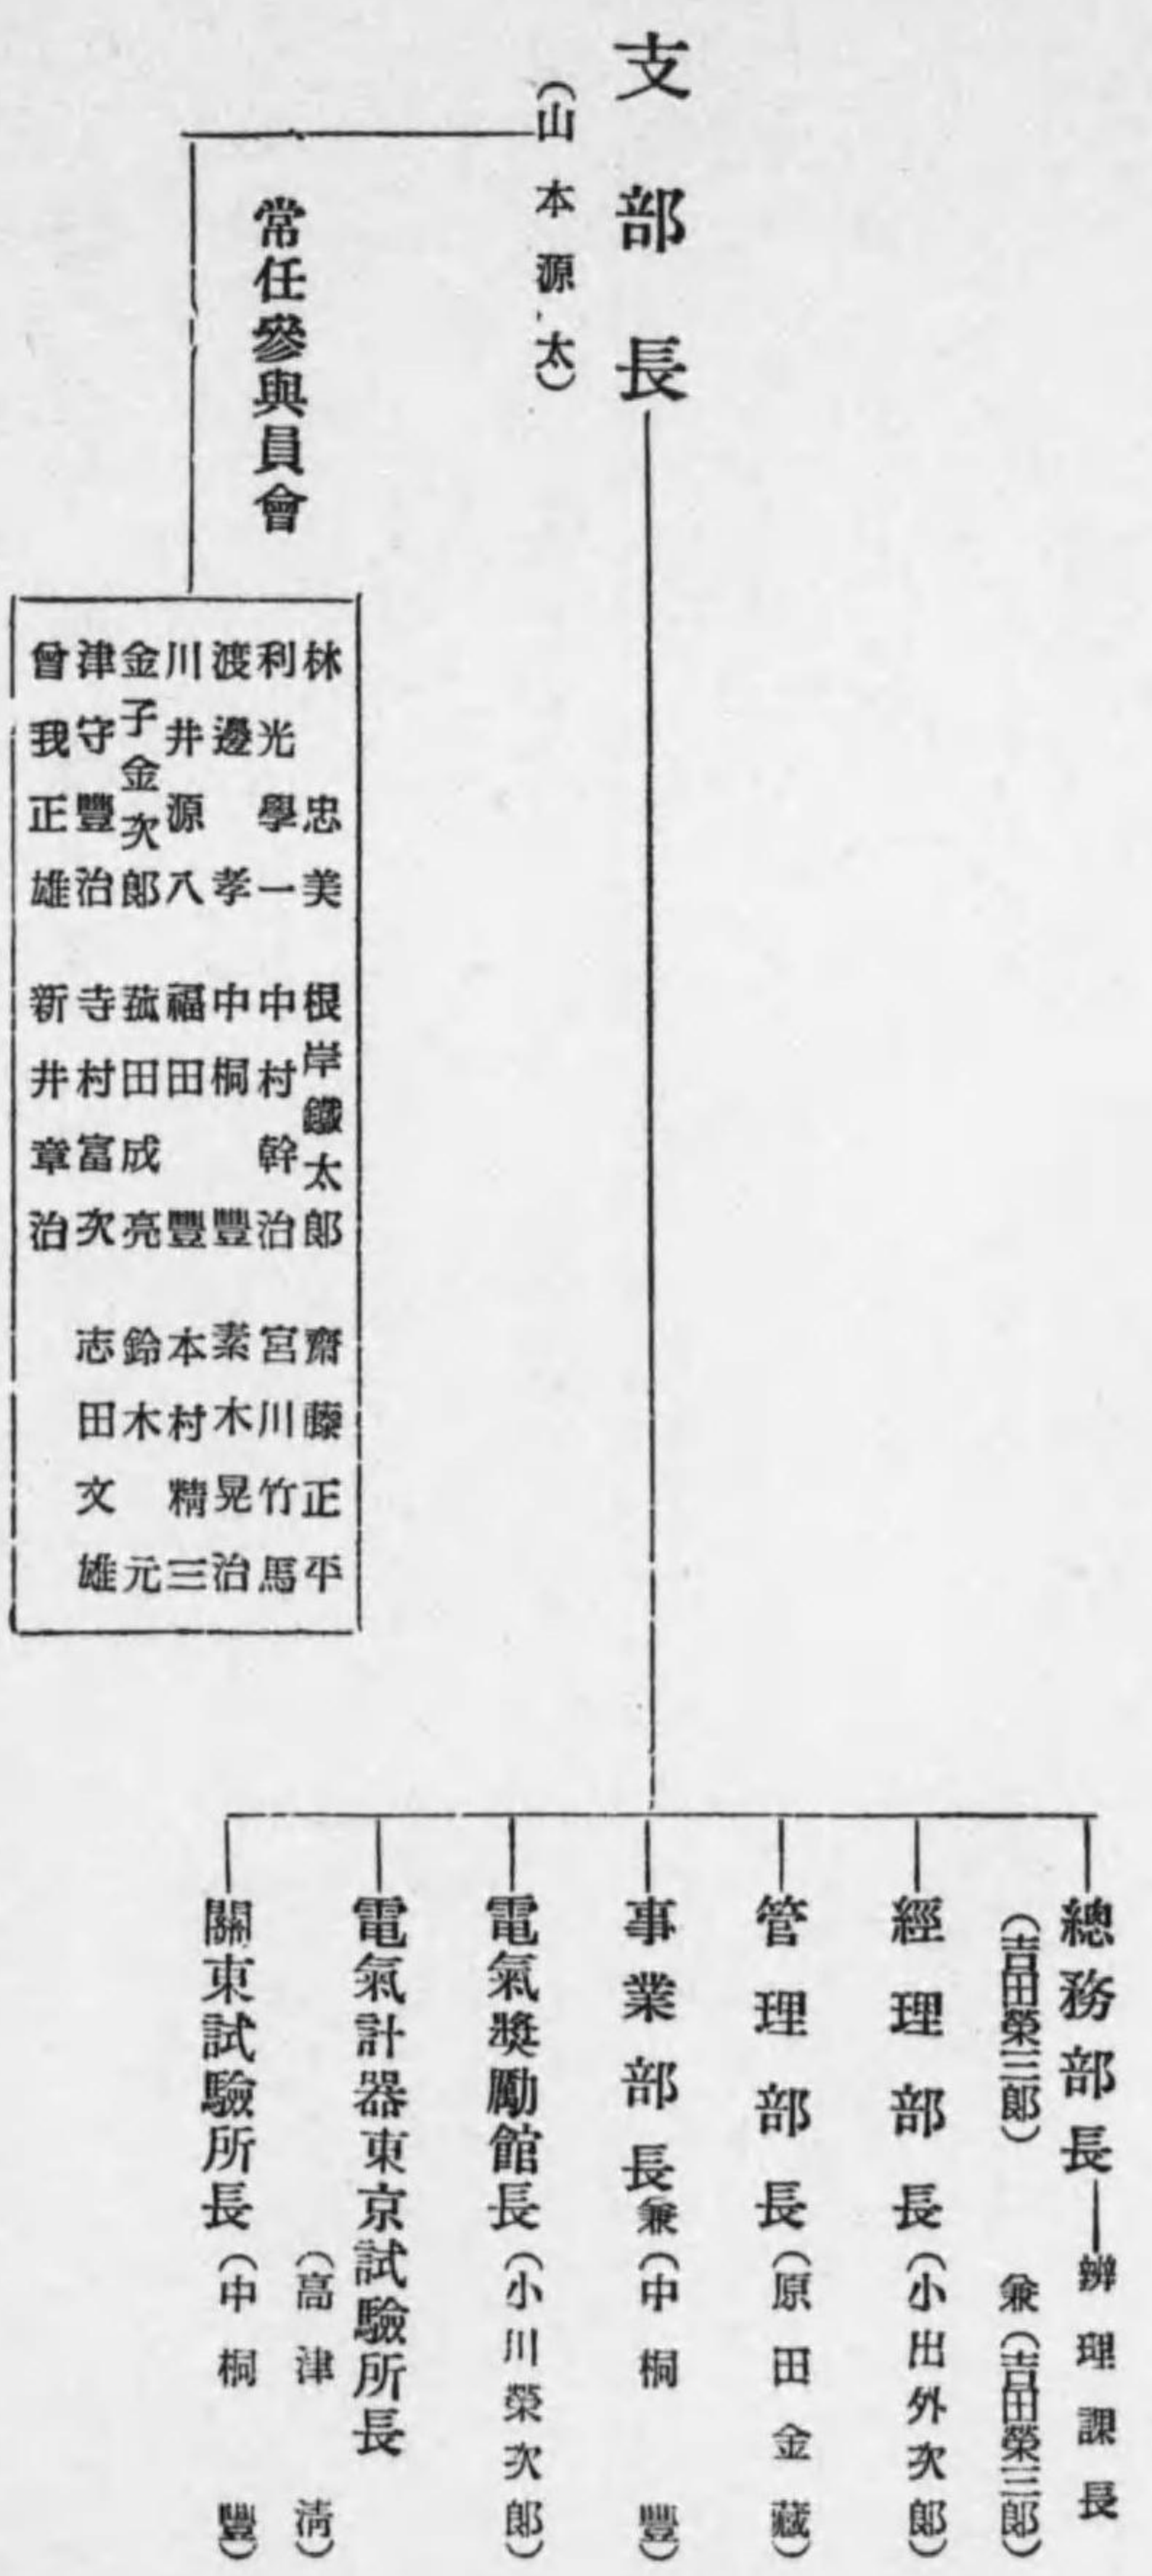 支部長
(山本源太)
總務部長
(吉田榮三郎)
辨理課長
兼(吉田榮三郎)
經理部長(小出外次郎)
管理部長(原田金藏)
事業部長兼(中桐豐)
電氣奬勵館長(小川榮次郎)
電氣計器東京試驗所長
(高津清)
關東試驗所長(中桐豐)
常任參與員會
林忠美 根岸鐵太郎 齋藤正平
利光學一 中村幹治 宮川竹馬
渡邊孝 中桐豐 素木晃治
川井源八 福田豐 本村精三
金子金次郎 菰田成亮 鈴木元
津守豐治 寺村富次 志田文雄
曾我正雄 新井章治